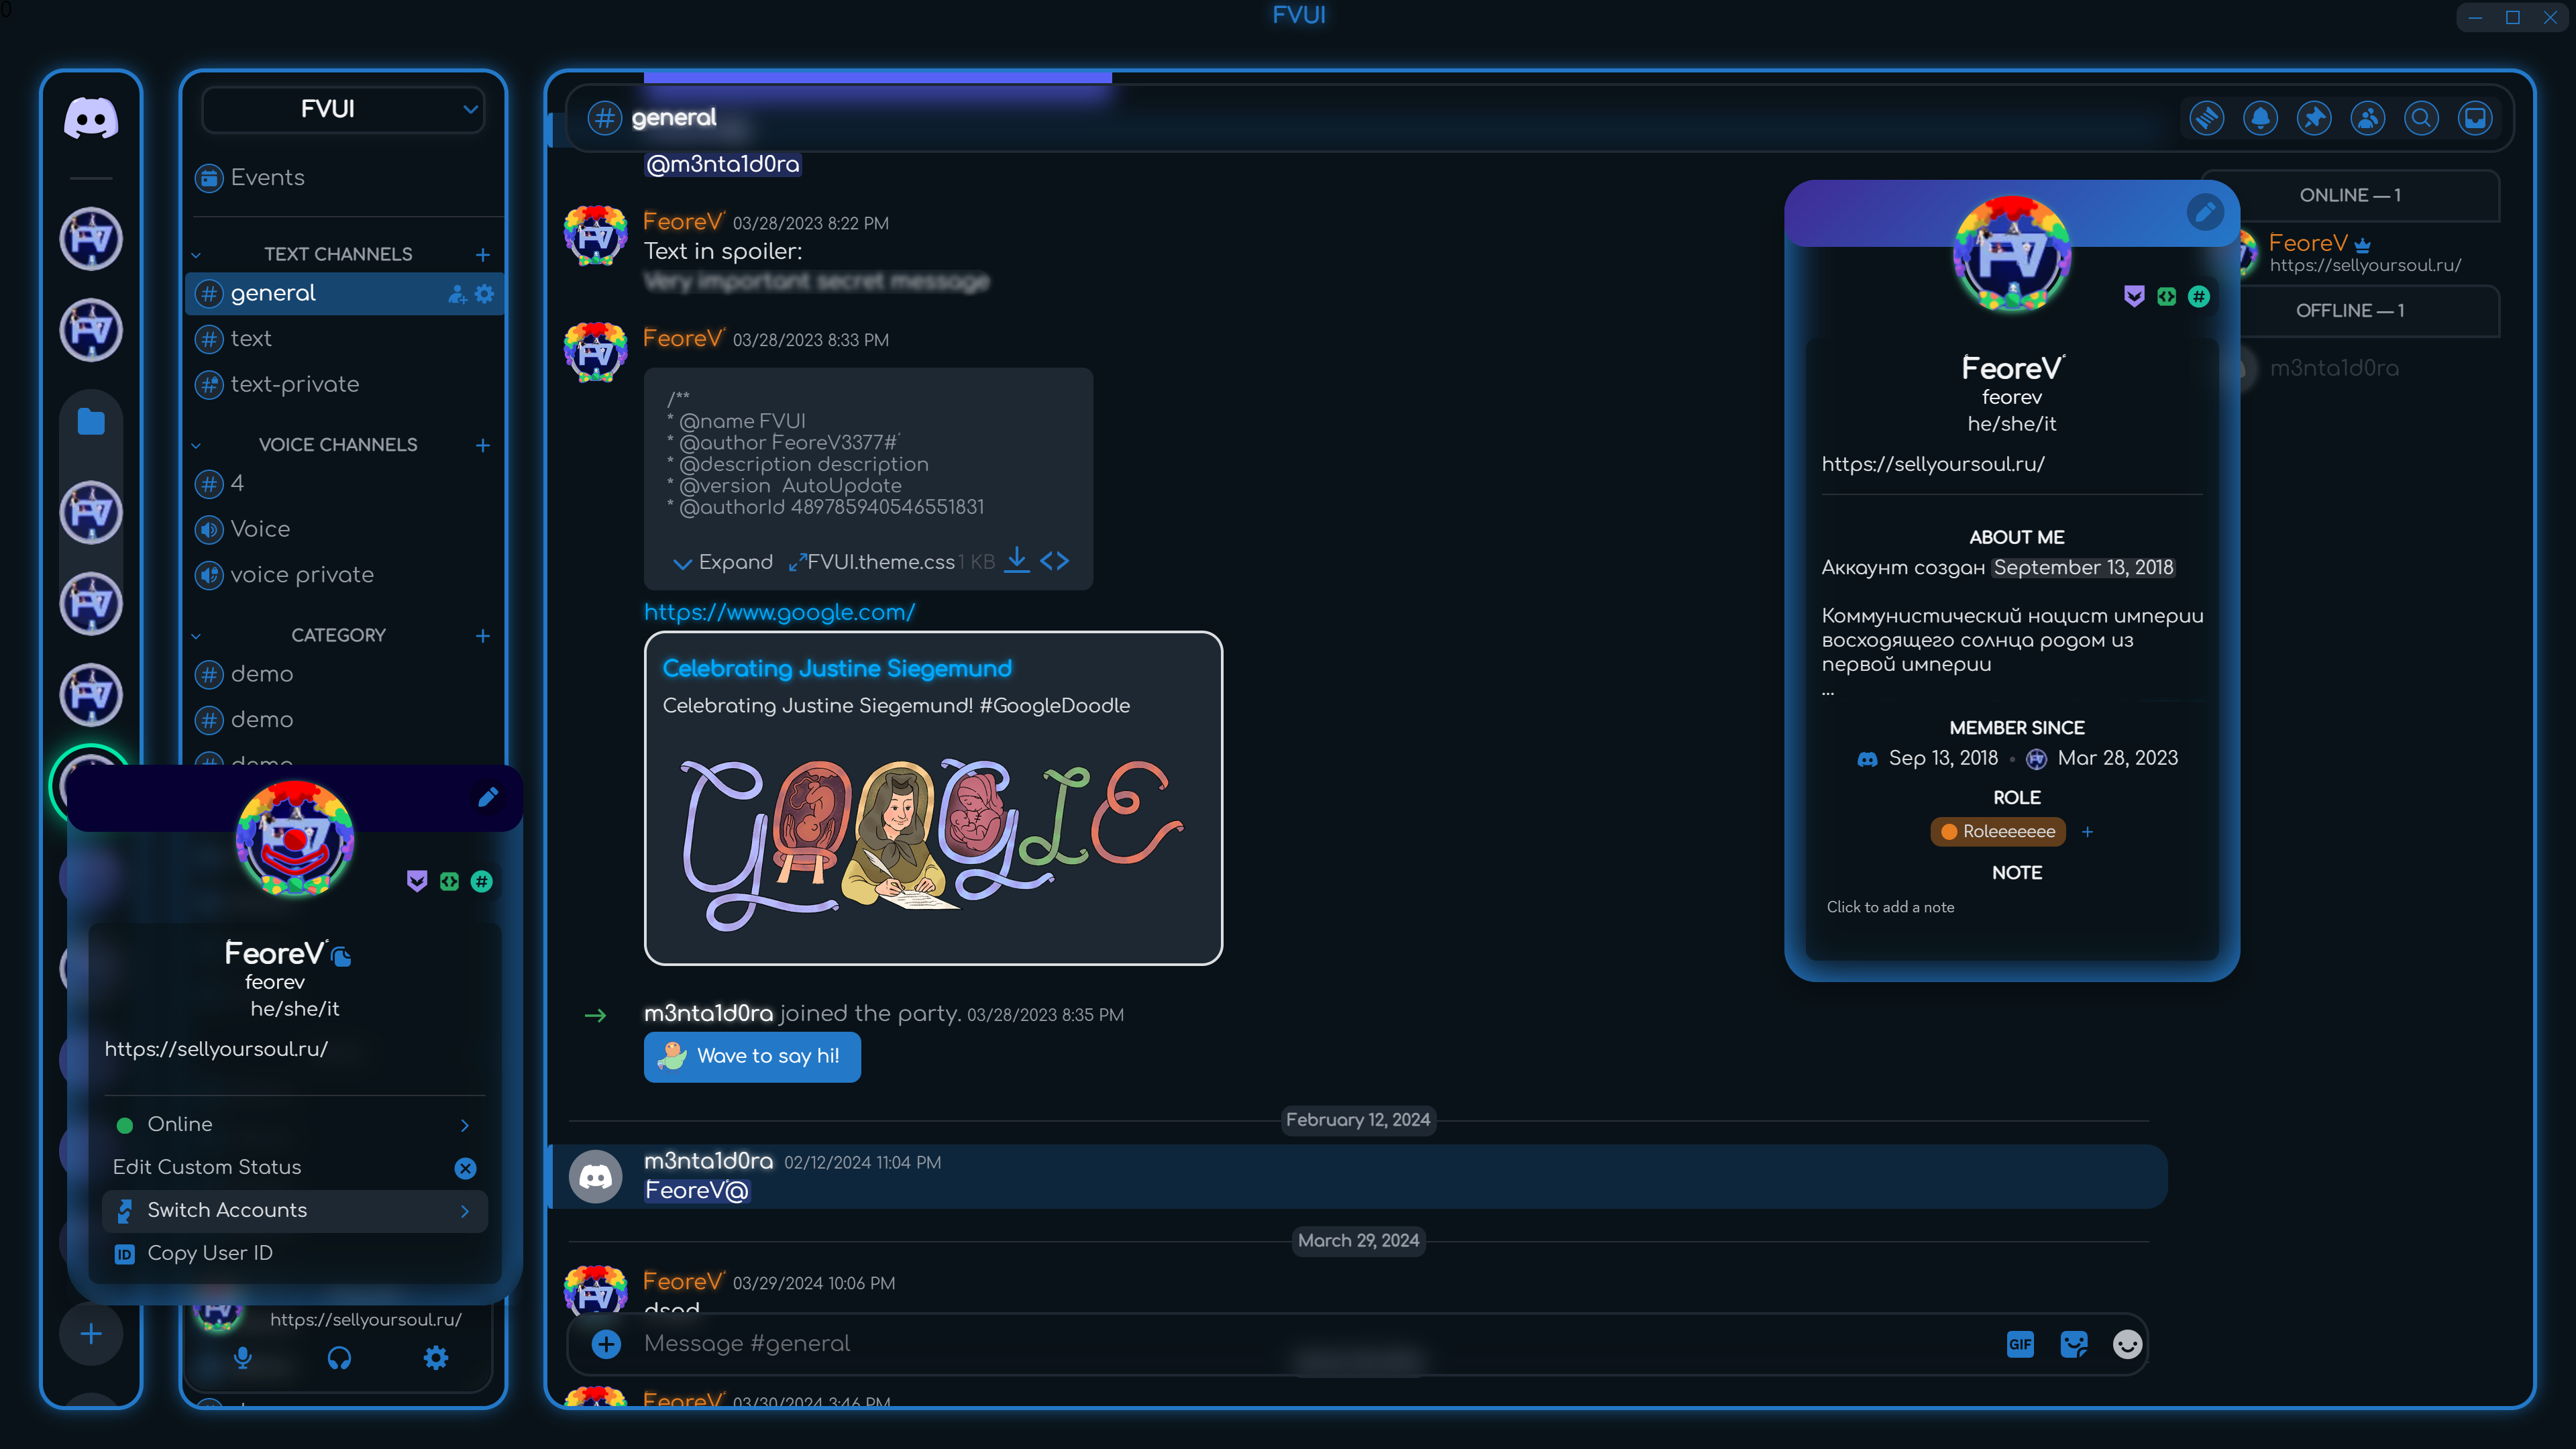 0
FVUI
FVUI
Events
TEXT CHANNELS
general
text
text-private
VOICE CHANNELS
4
Voice
voice private
CATEGORY
demo
demo
demo
FeoreV
feorev
he/she/it
https://sellyoursoul.ru/
Online
Edit Custom Status
Switch Accounts
ID Copy User ID
https://sellyoursoul.ru/
general
@m3nta1d0ra
FeoreV 03/28/2023 8:22 PM
Text in spoiler:
Very important secret message
FeoreV 03/28/2023 8:33 PM
/**
* @name FVUI
* @author FeoreV3377#
* @description description
* @version AutoUpdate
* @authorId 489785940546551831
Expand FVUI.theme.css 1 KB
https://www.google.com/
Celebrating Justine Siegemund
Celebrating Justine Siegemund! #GoogleDoodle
m3nta1d0ra joined the party. 03/28/2023 8:35 PM
Wave to say hi!
February 12, 2024
m3nta1d0ra 02/12/2024 11:04 PM
FeoreV@
March 29, 2024
FeoreV 03/29/2024 10:06 PM
dsad
Message #general
GIF
FeoreV 03/30/2024 3:46 PM
FeoreV
feorev
he/she/it
https://sellyoursoul.ru/
ABOUT ME
Аккаунт создан September 13, 2018
Коммунистический нацист империи
восходящего солнца родом из
первой империи
...
MEMBER SINCE
Sep 13, 2018 • Mar 28, 2023
ROLE
Roleeeeeee +
NOTE
Click to add a note
ONLINE — 1
FeoreV
https://sellyoursoul.ru/
OFFLINE — 1
m3nta1d0ra